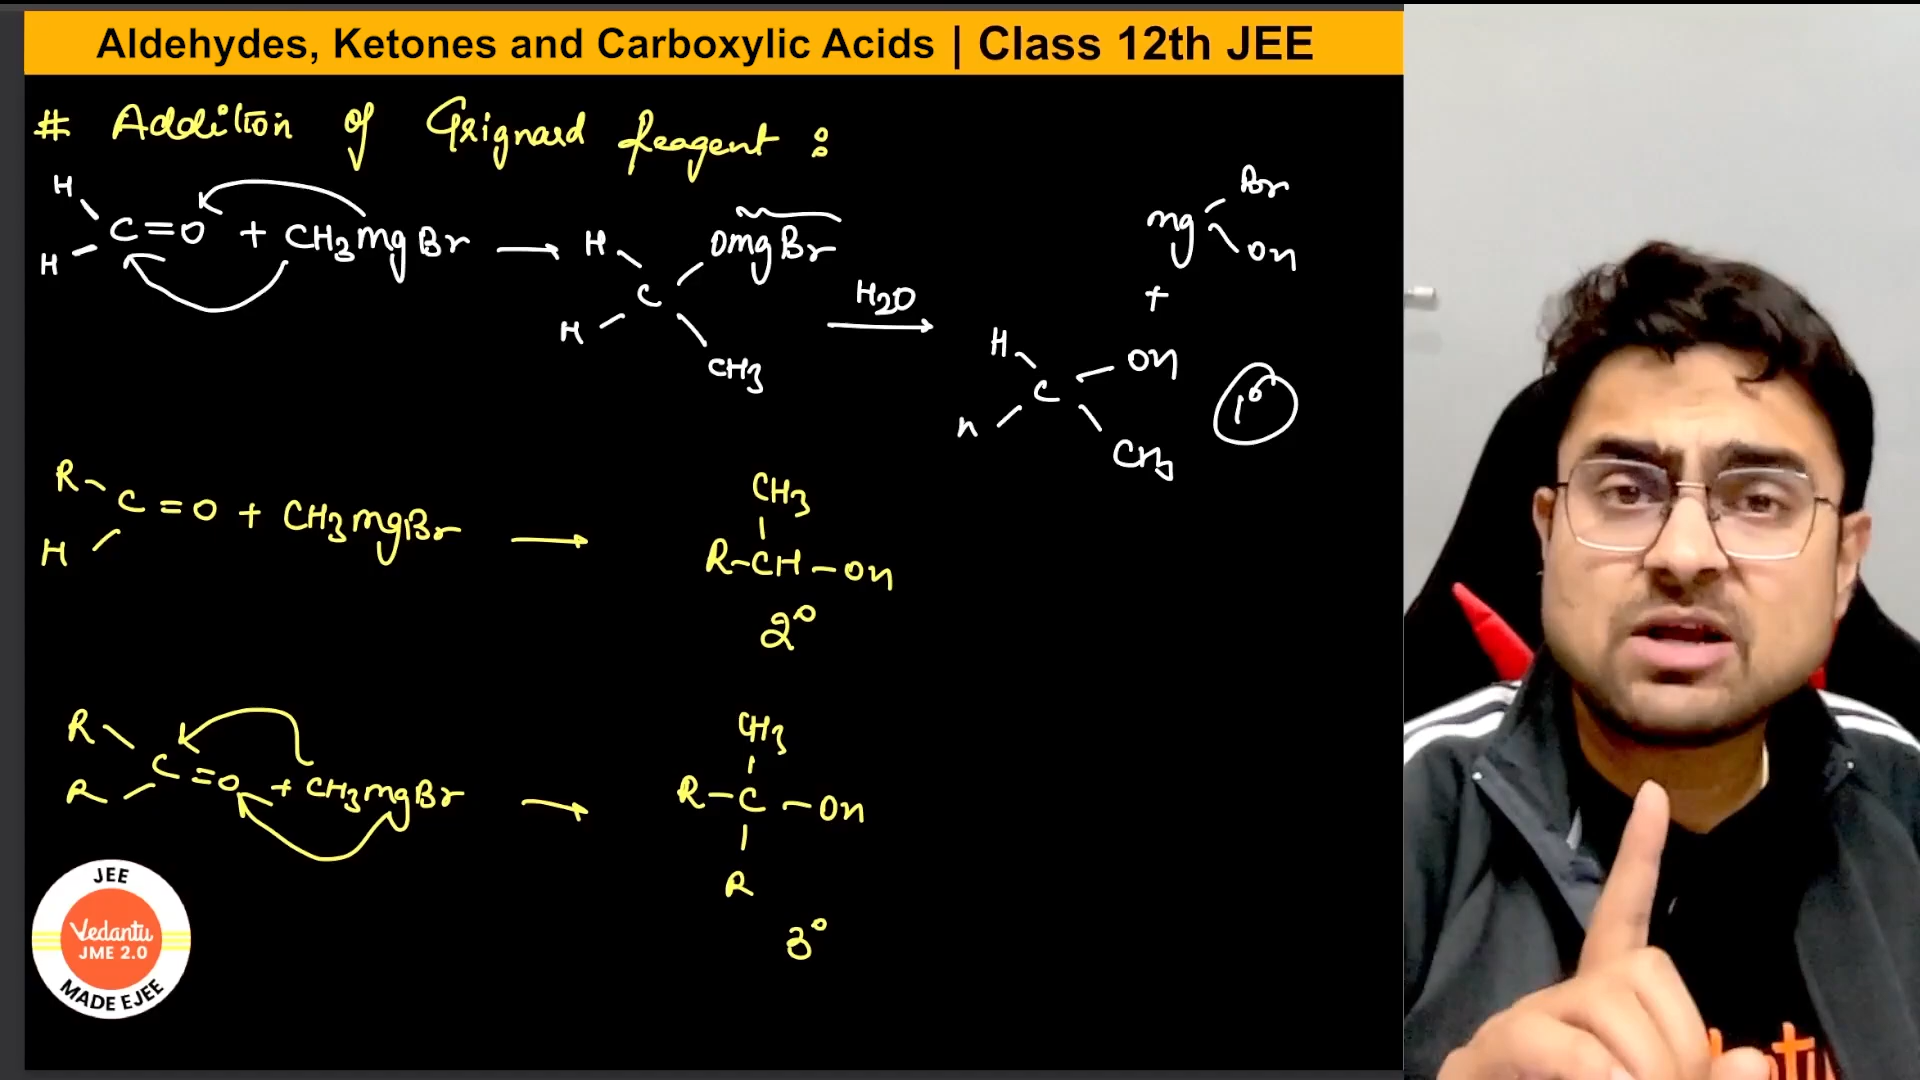 Aldehydes, Ketones and Carboxylic Acids | Class 12th JEE
# Addition of Grignard Reagent :
H
H
C=O + CH3mgBr ⟶
H
H
C
OmgBr
CH3
H2O
mg
Br
OH
+
H
H
C
OH
CH3
1°
R
H
C=O + CH3mgBr ⟶
CH3
R-CH-OH
2°
R
R
C=O + CH3mgBr ⟶
CH3
R-C-OH
R
3°
JEE
Vedantu
JME 2.0
MADE EJEE